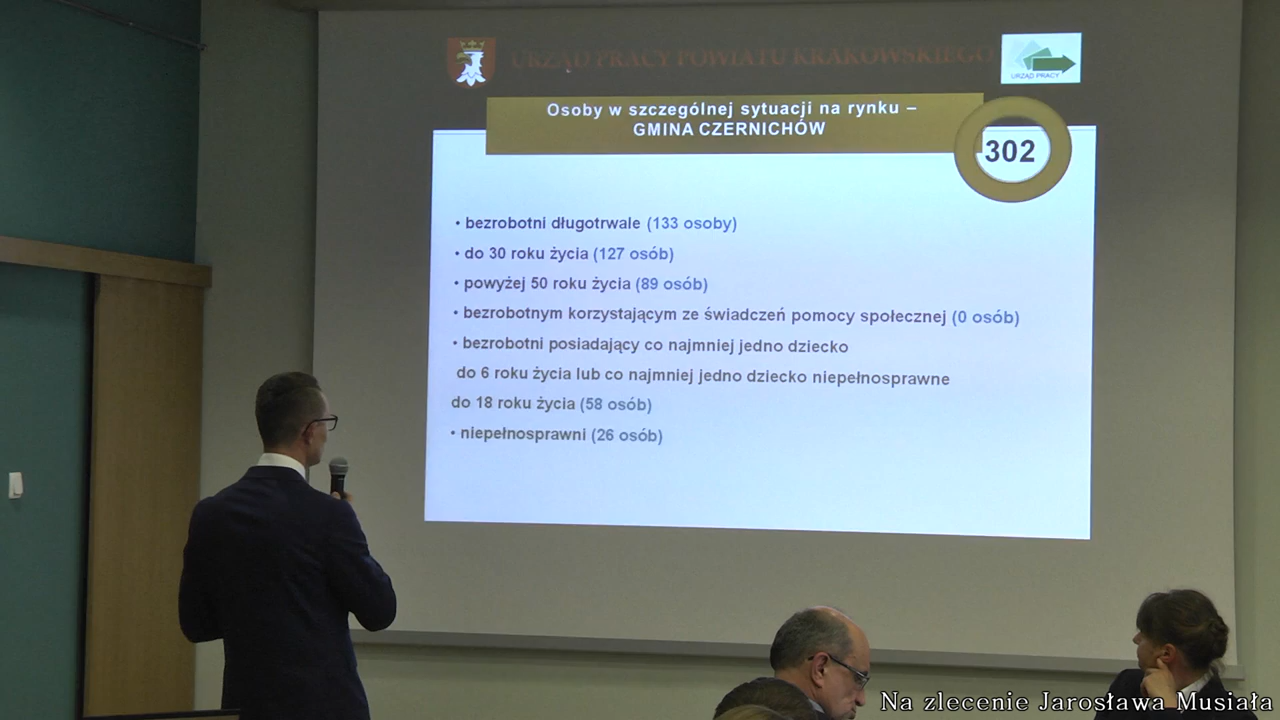 URZĄD PRACY POWIATU KRAKOWSKIEGO
URZĄD PRACY
Osoby w szczególnej sytuacji na rynku –
GMINA CZERNICHÓW
302
• bezrobotni długotrwale (133 osoby)
• do 30 roku życia (127 osób)
• powyżej 50 roku życia (89 osób)
• bezrobotnym korzystającym ze świadczeń pomocy społecznej (0 osób)
• bezrobotni posiadający co najmniej jedno dziecko
do 6 roku życia lub co najmniej jedno dziecko niepełnosprawne
do 18 roku życia (58 osób)
• niepełnosprawni (26 osób)
Na zlecenie Jarosława Musiała